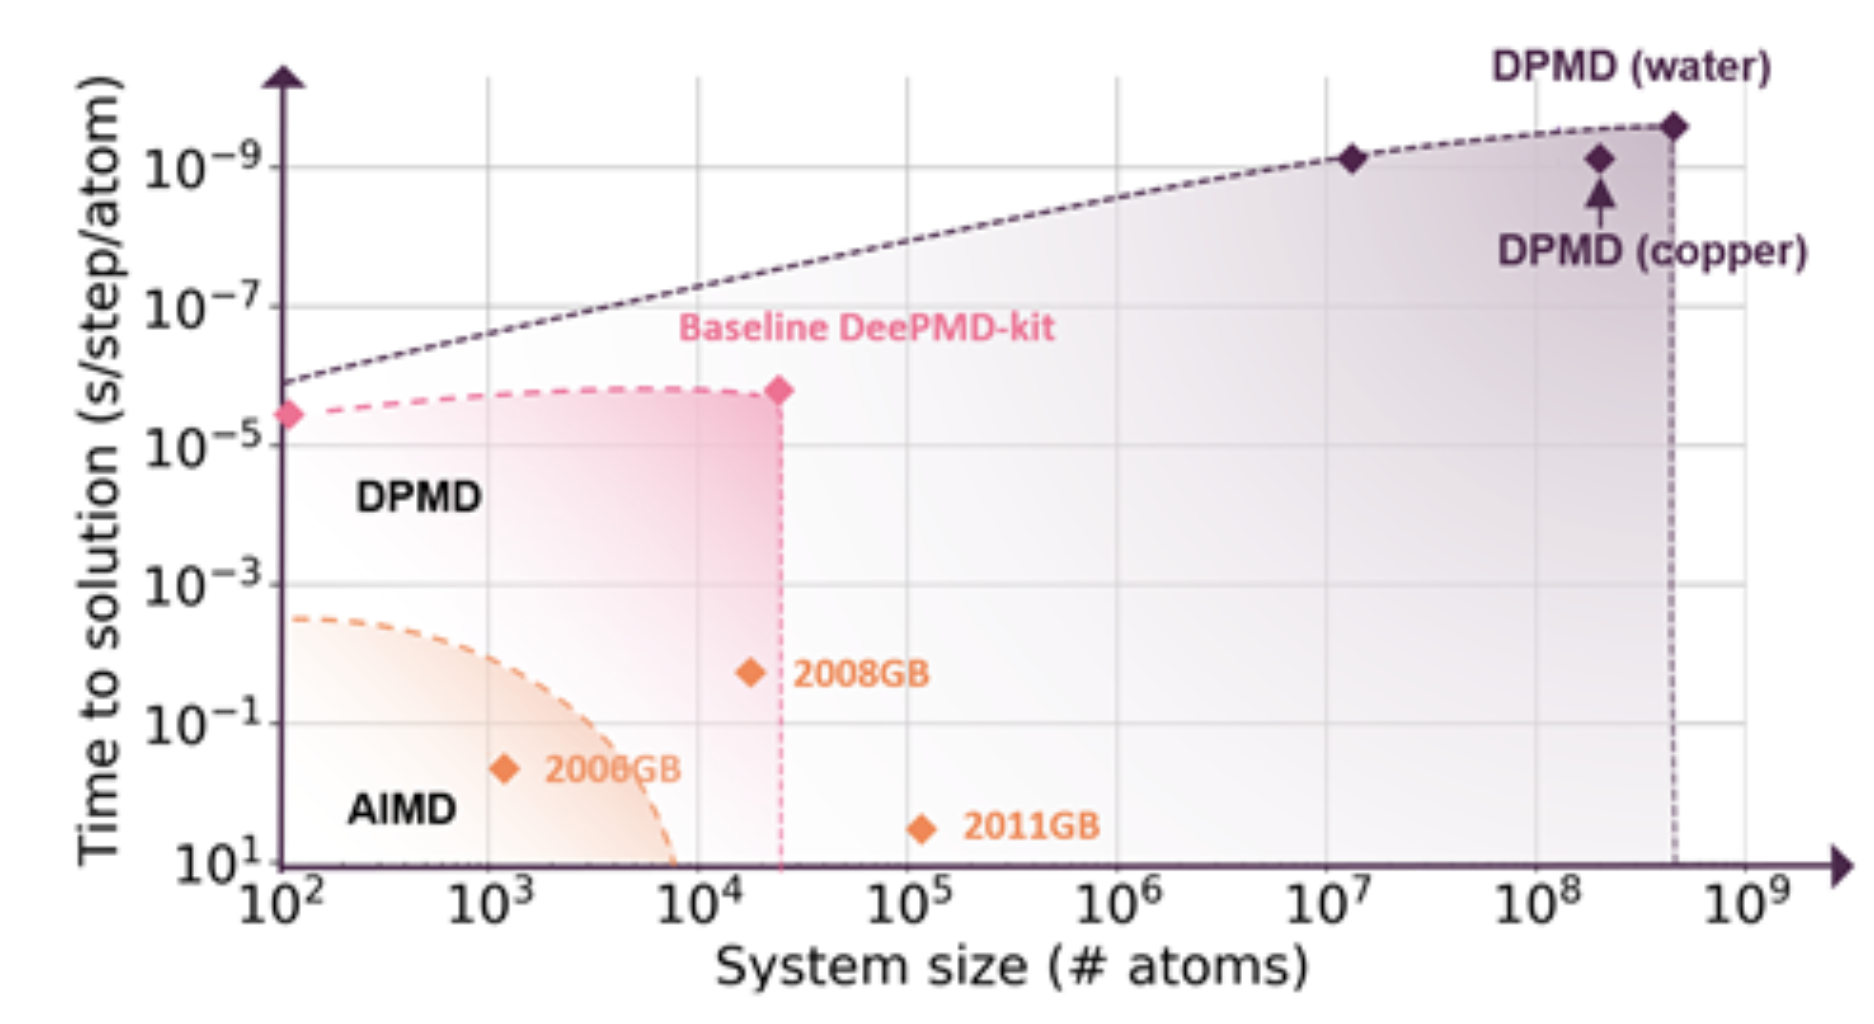 DPMD (water)
Time to solution (s/step/atom)
10⁻⁹
DPMD (copper)
10⁻⁷
Baseline DeePMD-kit
10⁻⁵
DPMD
10⁻³
2008GB
10⁻¹
2006GB
AIMD
2011GB
10¹
10² 10³ 10⁴ 10⁵ 10⁶ 10⁷ 10⁸ 10⁹
System size (# atoms)